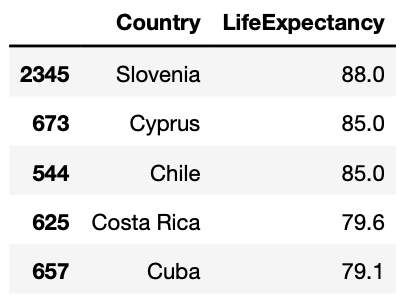 Country LifeExpectancy
2345 Slovenia 88.0
673 Cyprus 85.0
544 Chile 85.0
625 Costa Rica 79.6
657 Cuba 79.1